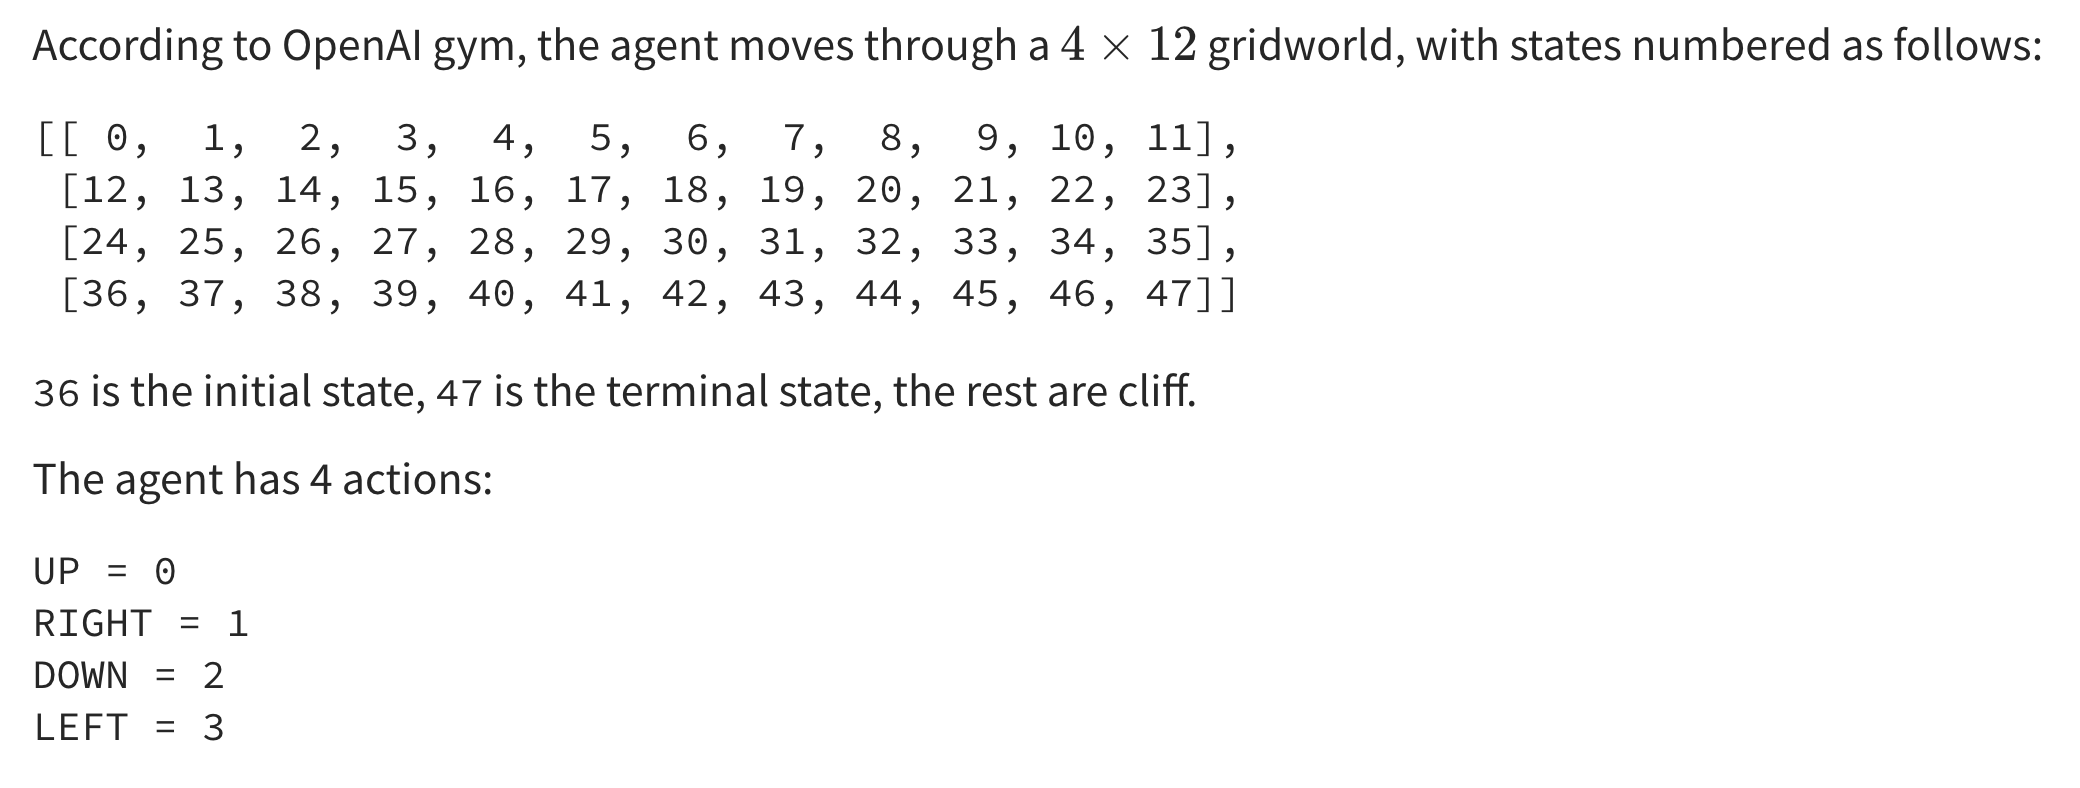 According to OpenAI gym, the agent moves through a 4 × 12 gridworld, with states numbered as follows:
[[ 0,  1,  2,  3,  4,  5,  6,  7,  8,  9, 10, 11],
 [12, 13, 14, 15, 16, 17, 18, 19, 20, 21, 22, 23],
 [24, 25, 26, 27, 28, 29, 30, 31, 32, 33, 34, 35],
 [36, 37, 38, 39, 40, 41, 42, 43, 44, 45, 46, 47]]
36 is the initial state, 47 is the terminal state, the rest are cliff.
The agent has 4 actions:
UP = 0
RIGHT = 1
DOWN = 2
LEFT = 3